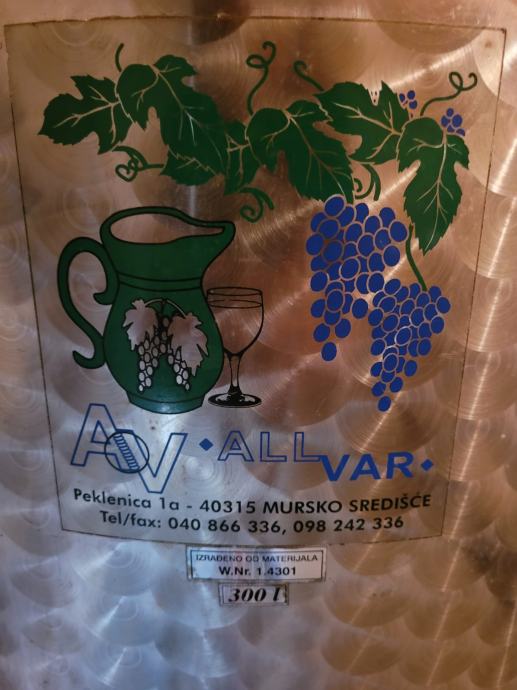 AV ALL VAR
Peklenica 1a - 40315 MURSKO SREDIŠĆE
Tel/fax: 040 866 336, 098 242 336
IZRAĐENO OD MATERIJALA
W.Nr. 1.4301
300 l